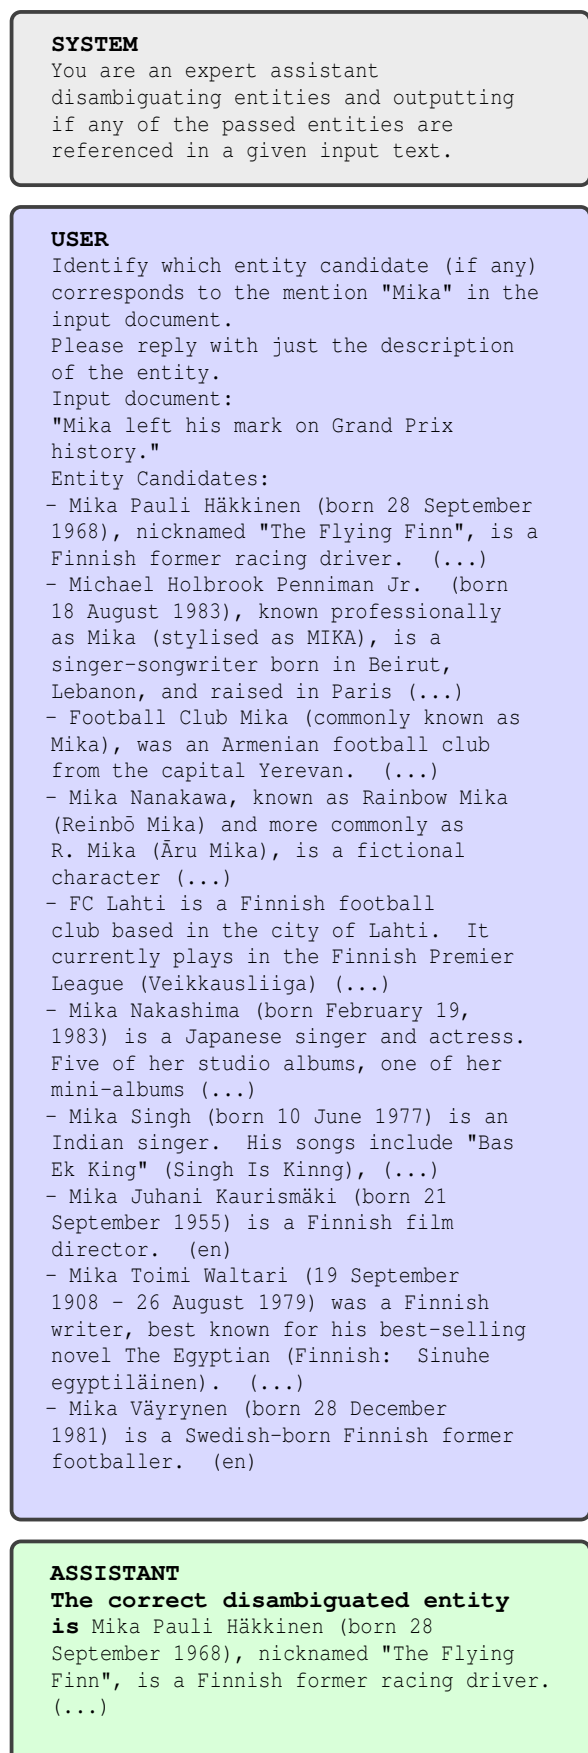 SYSTEM
You are an expert assistant
disambiguating entities and outputting
if any of the passed entities are
referenced in a given input text.
USER
Identify which entity candidate (if any)
corresponds to the mention "Mika" in the
input document.
Please reply with just the description
of the entity.
Input document:
"Mika left his mark on Grand Prix
history."
Entity Candidates:
- Mika Pauli Häkkinen (born 28 September
1968), nicknamed "The Flying Finn", is a
Finnish former racing driver. (...)
- Michael Holbrook Penniman Jr. (born
18 August 1983), known professionally
as Mika (stylised as MIKA), is a
singer-songwriter born in Beirut,
Lebanon, and raised in Paris (...)
- Football Club Mika (commonly known as
Mika), was an Armenian football club
from the capital Yerevan. (...)
- Mika Nanakawa, known as Rainbow Mika
(Reinbō Mika) and more commonly as
R. Mika (Āru Mika), is a fictional
character (...)
- FC Lahti is a Finnish football
club based in the city of Lahti. It
currently plays in the Finnish Premier
League (Veikkausliiga) (...)
- Mika Nakashima (born February 19,
1983) is a Japanese singer and actress.
Five of her studio albums, one of her
mini-albums (...)
- Mika Singh (born 10 June 1977) is an
Indian singer. His songs include "Bas
Ek King" (Singh Is Kinng), (...)
- Mika Juhani Kaurismäki (born 21
September 1955) is a Finnish film
director. (en)
- Mika Toimi Waltari (19 September
1908 – 26 August 1979) was a Finnish
writer, best known for his best-selling
novel The Egyptian (Finnish: Sinuhe
egyptiläinen). (...)
- Mika Väyrynen (born 28 December
1981) is a Swedish-born Finnish former
footballer. (en)
ASSISTANT
The correct disambiguated entity
is Mika Pauli Häkkinen (born 28
September 1968), nicknamed "The Flying
Finn", is a Finnish former racing driver.
(...)